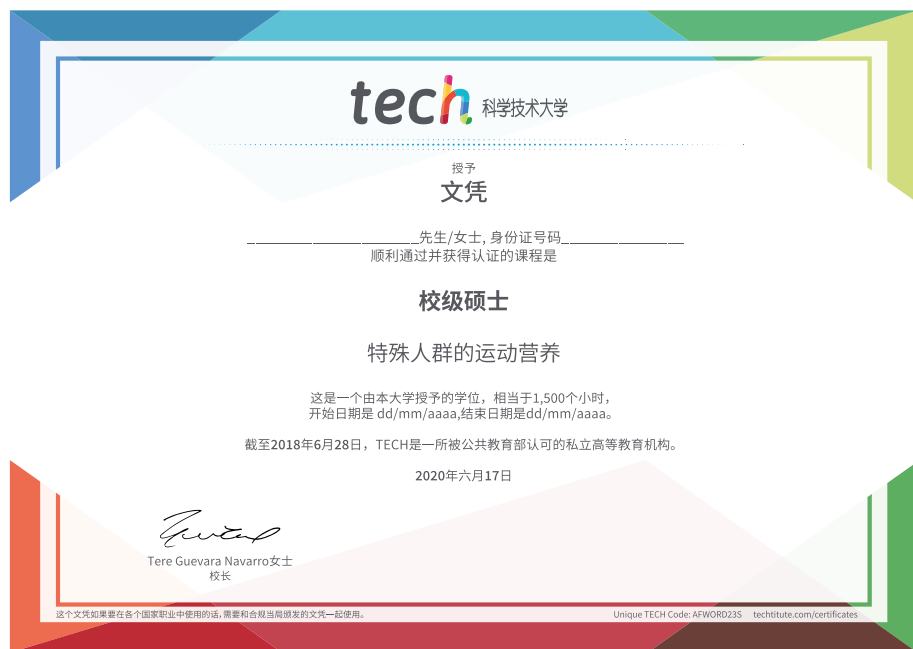 tech 科学技术大学
授予
文凭
______________________先生/女士, 身份证号码_______________
顺利通过并获得认证的课程是
校级硕士
特殊人群的运动营养
这是一个由本大学授予的学位，相当于1,500个小时，
开始日期是 dd/mm/aaaa,结束日期是dd/mm/aaaa。
截至2018年6月28日，TECH是一所被公共教育部认可的私立高等教育机构。
2020年六月17日
Tere Guevara Navarro女士
校长
这个文凭如果要在各个国家职业中使用的话,需要和合规当局颁发的文凭一起使用。
Unique TECH Code: AFWORD23S techtitute.com/certificates